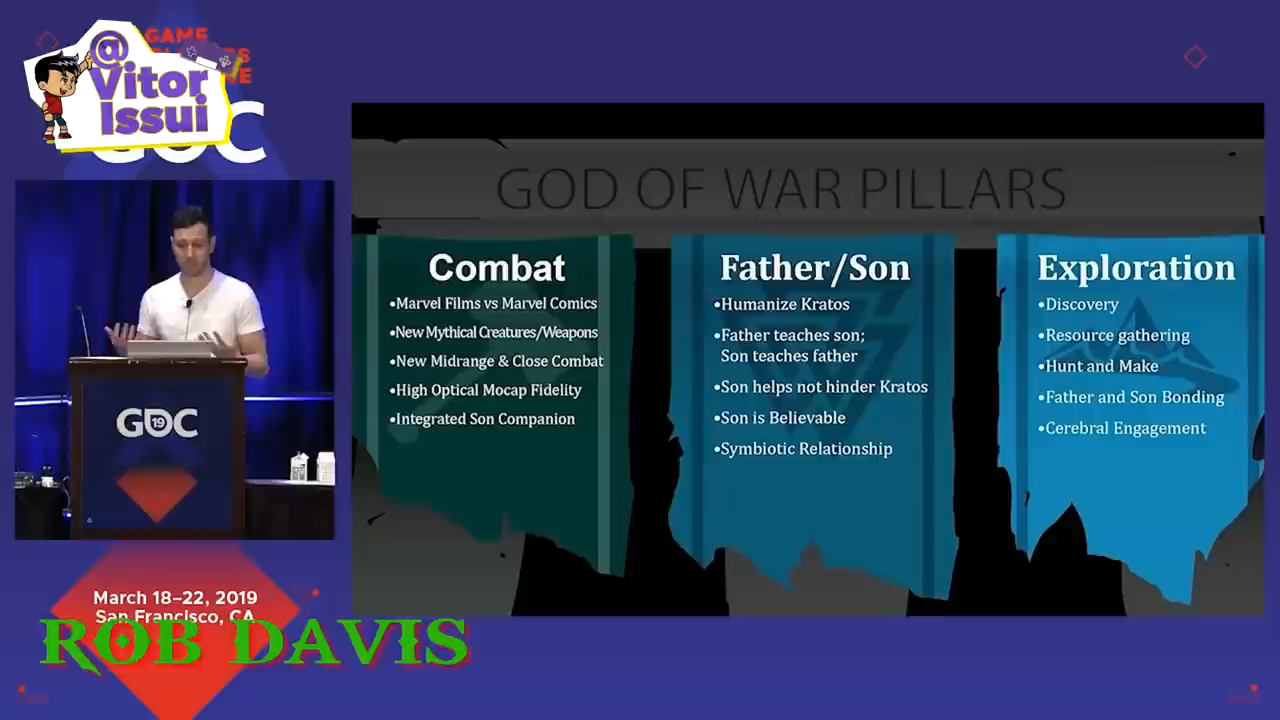 GAME
@
Vitor
Issui
GDC
GOD OF WAR PILLARS
Combat
•Marvel Films vs Marvel Comics
•New Mythical Creatures/Weapons
•New Midrange & Close Combat
•High Optical Mocap Fidelity
•Integrated Son Companion
Father/Son
•Humanize Kratos
•Father teaches son;
Son teaches father
•Son helps not hinder Kratos
•Son is Believable
•Symbiotic Relationship
Exploration
•Discovery
•Resource gathering
•Hunt and Make
•Father and Son Bonding
•Cerebral Engagement
GDC
19
March 18–22, 2019
San Francisco, CA
ROB DAVIS